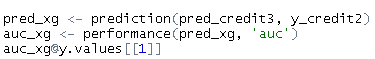 pred_xg <- prediction(pred_credit3, y_credit2)
auc_xg <- performance(pred_xg, 'auc')
auc_xg@y.values[[1]]